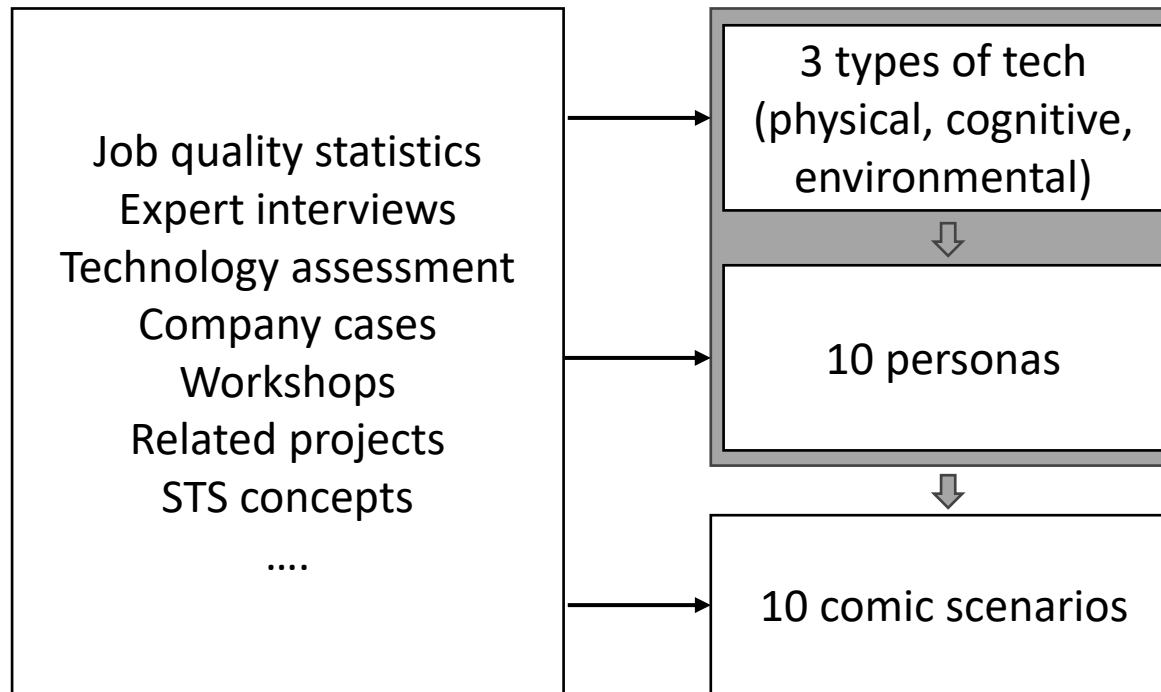 Job quality statistics
Expert interviews
Technology assessment
Company cases
Workshops
Related projects
STS concepts
....
3 types of tech
(physical, cognitive,
environmental)
10 personas
10 comic scenarios